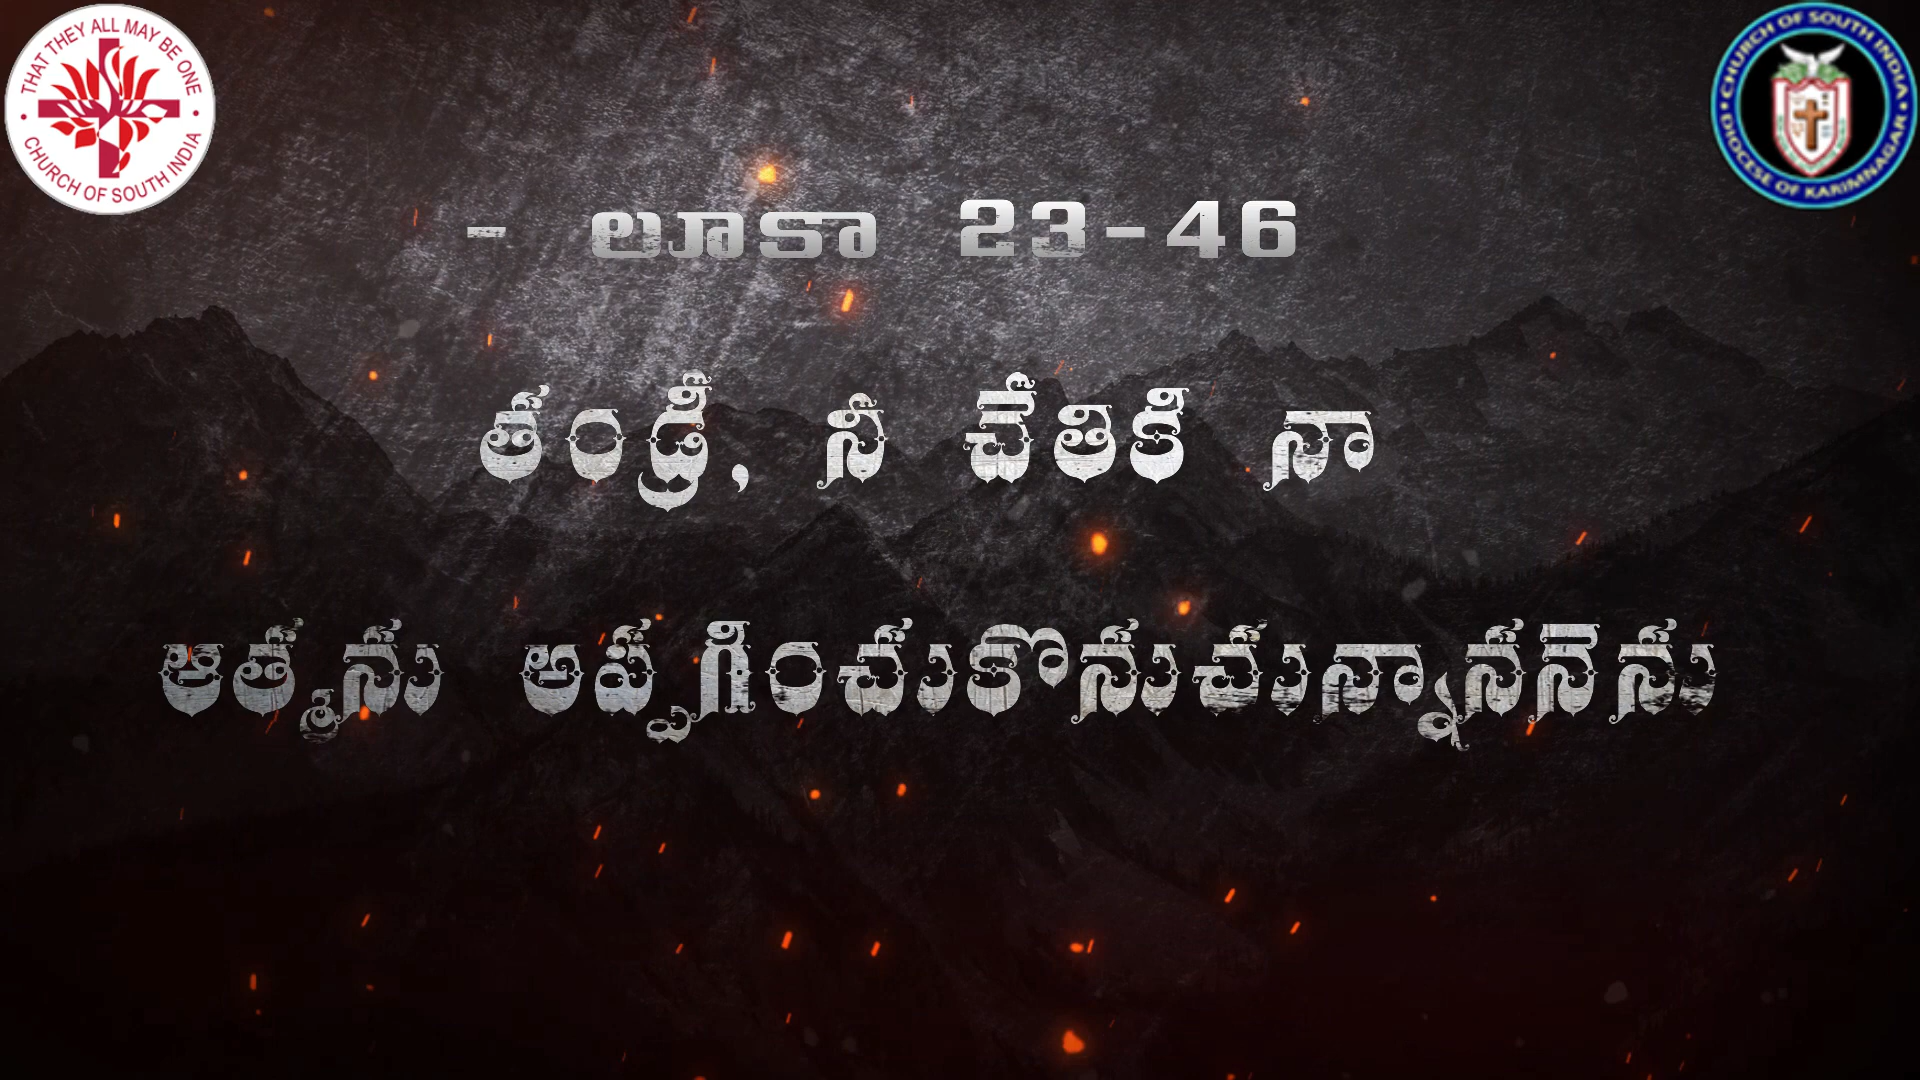 THAT THEY ALL MAY BE ONE
CHURCH OF SOUTH INDIA
CHURCH OF SOUTH INDIA
DIOCESE OF KARIMNAGAR
- లూకా 23-46
తండ్రీ, నీ చేతికి నా
ఆత్మను అప్పగించుకొనుచున్నాననెను